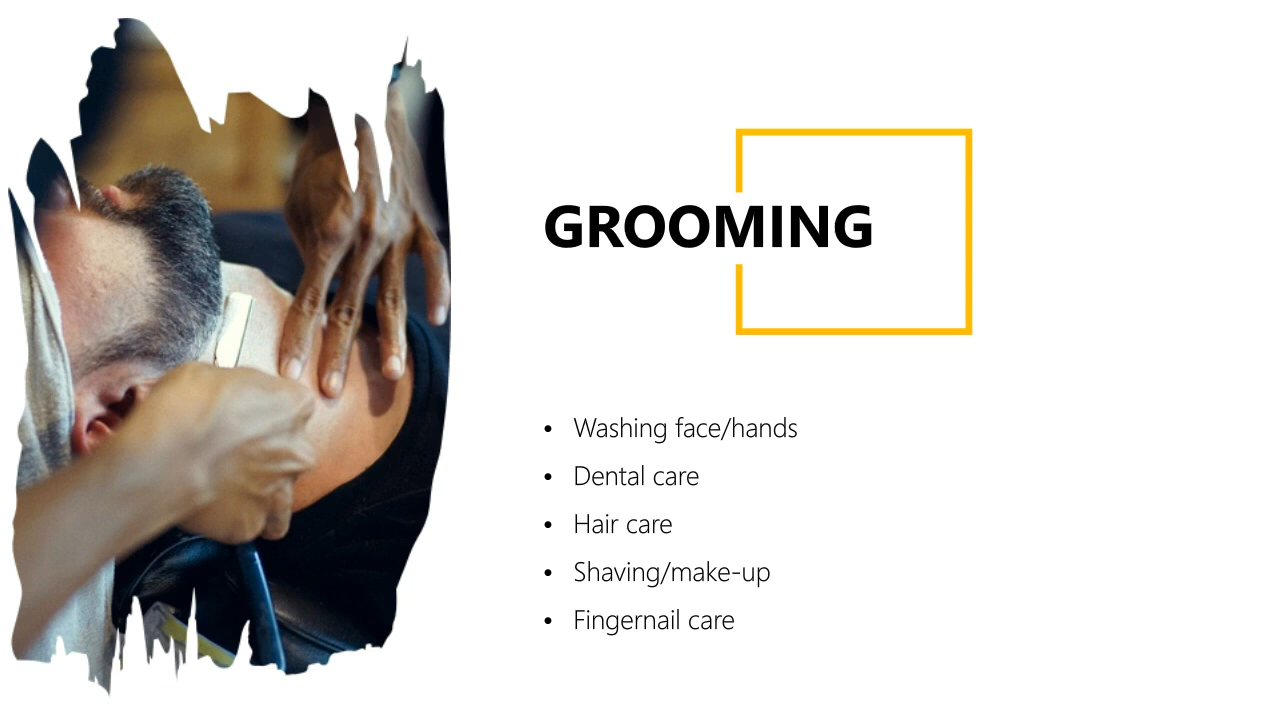 GROOMING
• Washing face/hands
• Dental care
• Hair care
• Shaving/make-up
• Fingernail care